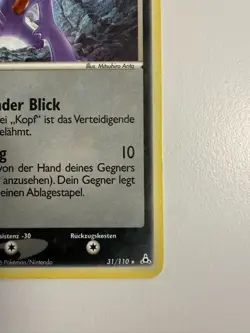 Illus. Mitsuhiro Arita
nder Blick
ei „Kopf" ist das Verteidigende
elähmt.
g 10
von der Hand deines Gegners
anzusehen). Dein Gegner legt
einen Ablagestapel.
sistenz -30 Rückzugskosten
Pokémon/Nintendo 31/110